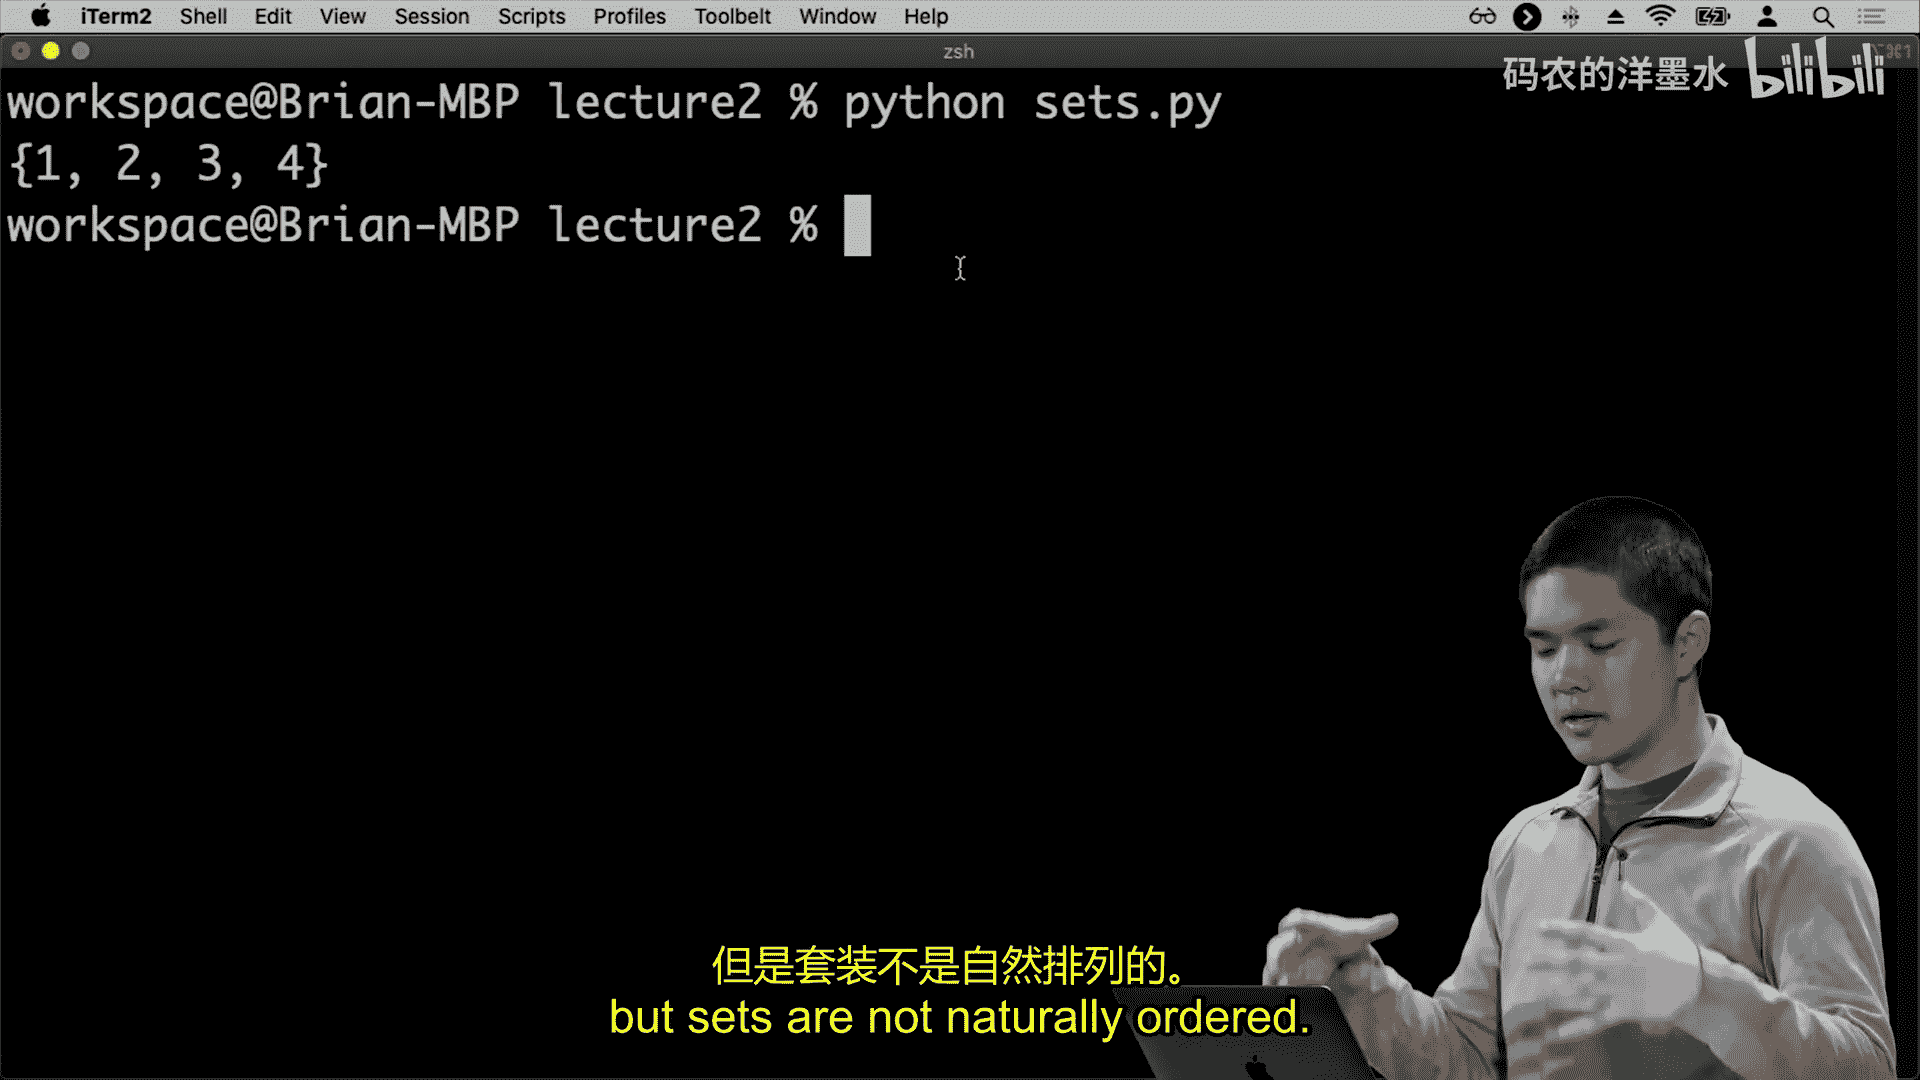 iTerm2 Shell Edit View Session Scripts Profiles Toolbelt Window Help
zsh
⌥⌘1
码农的洋墨水 bilibili
workspace@Brian-MBP lecture2 % python sets.py
{1, 2, 3, 4}
workspace@Brian-MBP lecture2 %
但是套装不是自然排列的。
but sets are not naturally ordered.